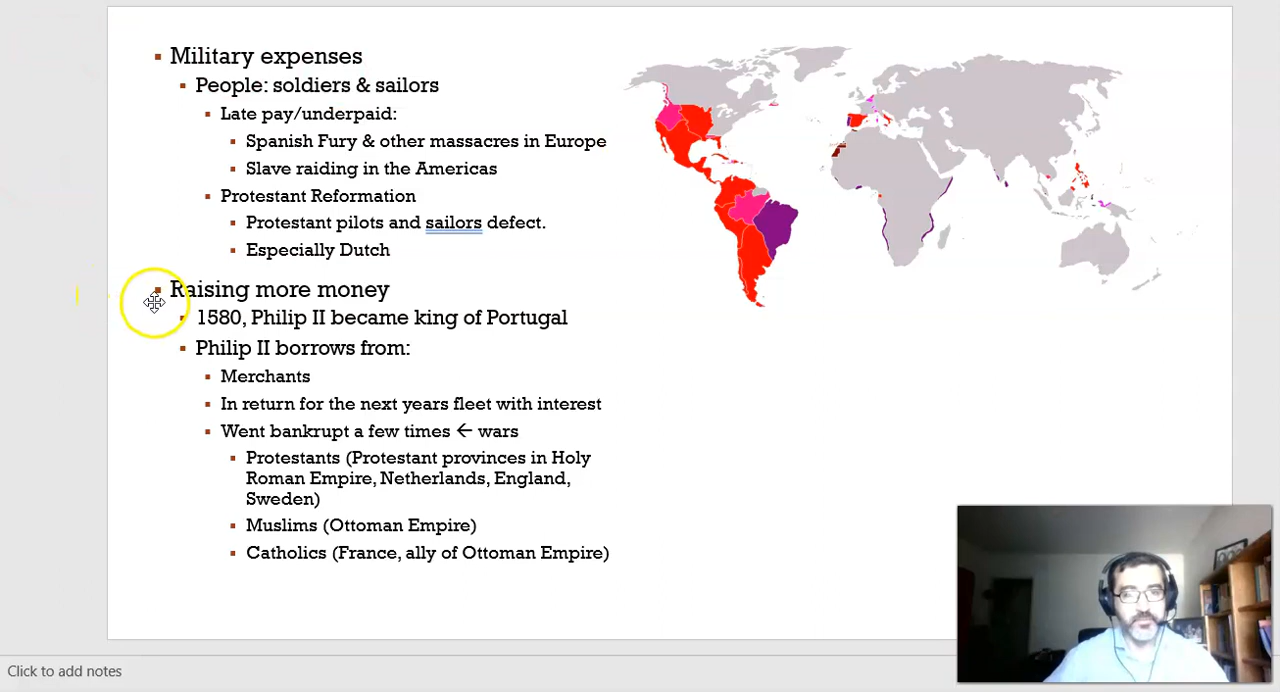 Military expenses
People: soldiers & sailors
Late pay/underpaid:
Spanish Fury & other massacres in Europe
Slave raiding in the Americas
Protestant Reformation
Protestant pilots and sailors defect.
Especially Dutch
Raising more money
1580, Philip II became king of Portugal
Philip II borrows from:
Merchants
In return for the next years fleet with interest
Went bankrupt a few times ← wars
Protestants (Protestant provinces in Holy
Roman Empire, Netherlands, England,
Sweden)
Muslims (Ottoman Empire)
Catholics (France, ally of Ottoman Empire)
Click to add notes